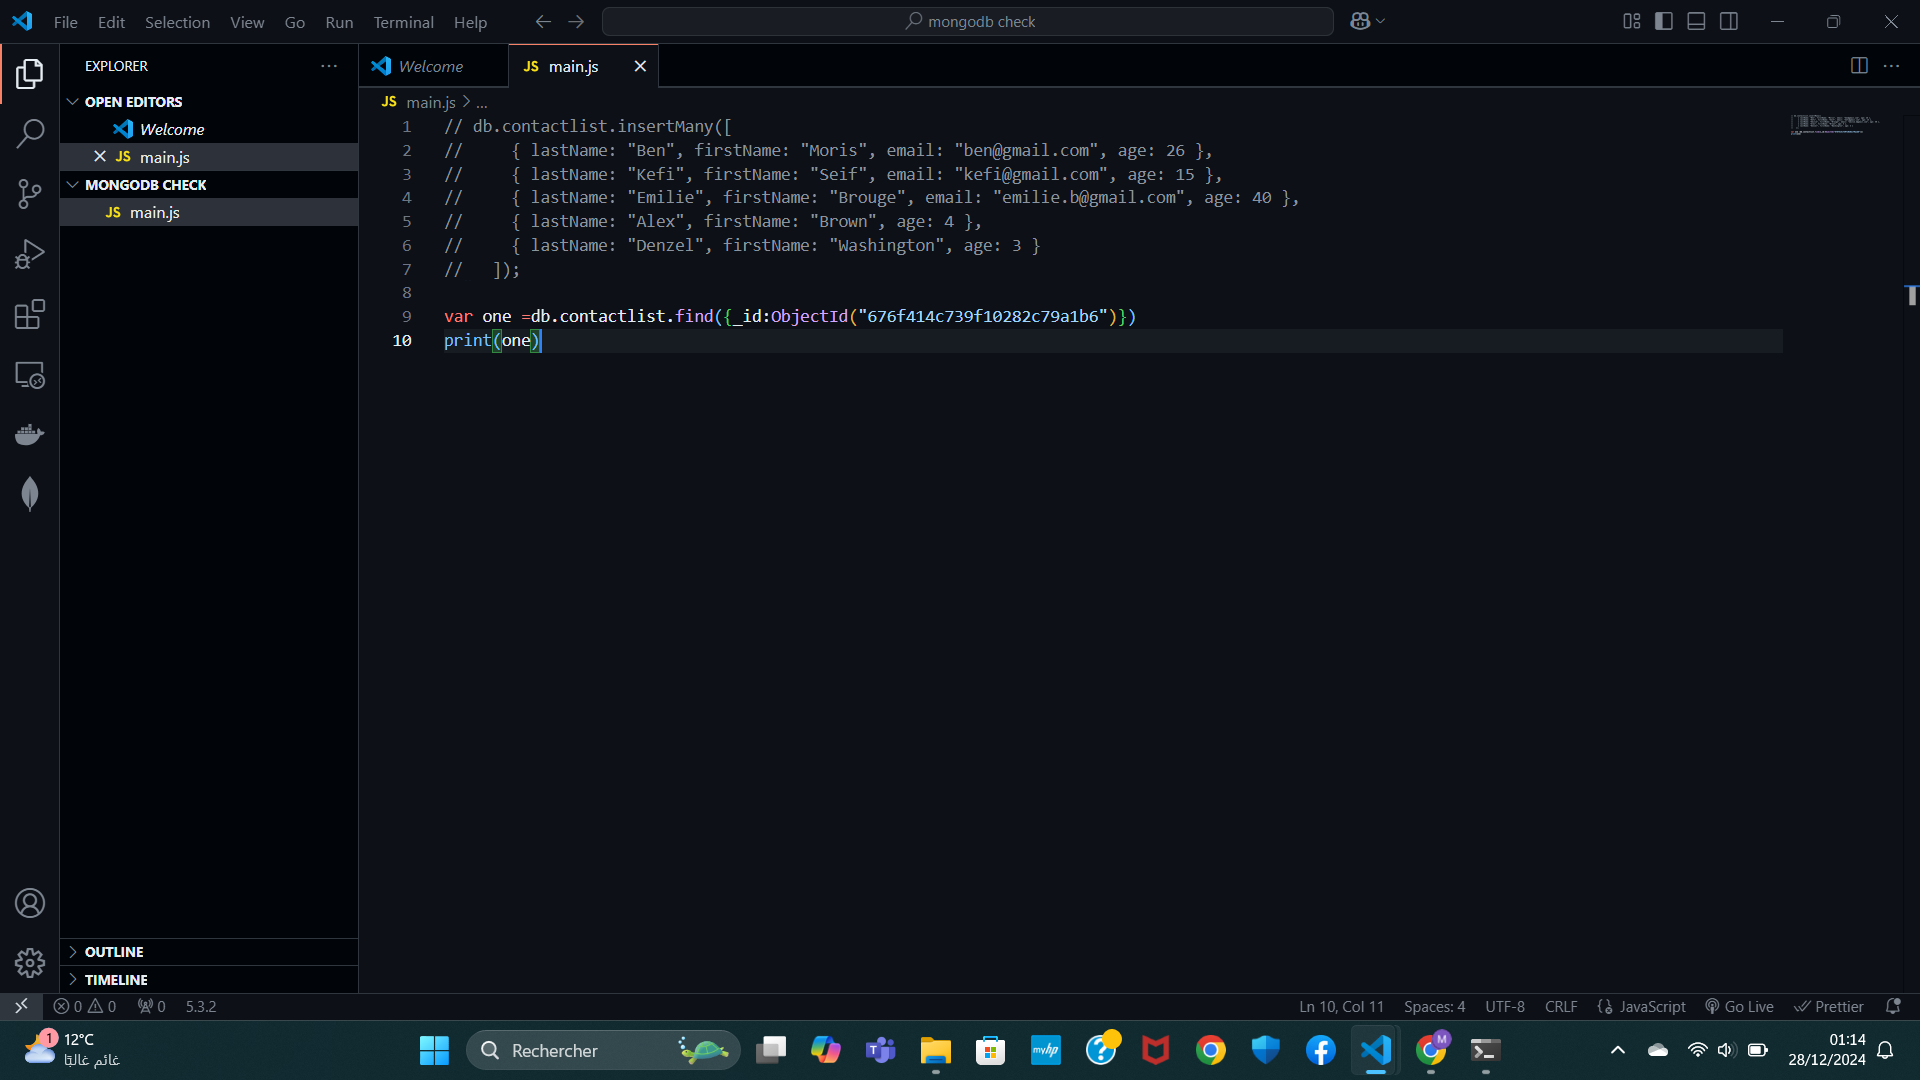 File Edit Selection View Go Run Terminal Help
mongodb check
EXPLORER
OPEN EDITORS
Welcome
JS main.js
MONGODB CHECK
JS main.js
OUTLINE
TIMELINE
Welcome
JS main.js
JS main.js > ...
1 // db.contactlist.insertMany([
2 //     { lastName: "Ben", firstName: "Moris", email: "ben@gmail.com", age: 26 },
3 //     { lastName: "Kefi", firstName: "Seif", email: "kefi@gmail.com", age: 15 },
4 //     { lastName: "Emilie", firstName: "Brouge", email: "emilie.b@gmail.com", age: 40 },
5 //     { lastName: "Alex", firstName: "Brown", age: 4 },
6 //     { lastName: "Denzel", firstName: "Washington", age: 3 }
7 //   ]);
8
9 var one =db.contactlist.find({_id:ObjectId("676f414c739f10282c79a1b6")})
10 print(one)
0 0 0 5.3.2
Ln 10, Col 11 Spaces: 4 UTF-8 CRLF {} JavaScript Go Live Prettier
1
12°C
غائم غالبًا
Rechercher
myhp
M
01:14
28/12/2024